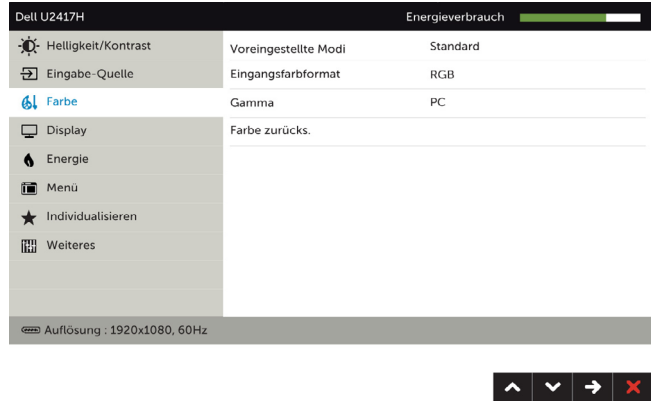 Dell U2417H Energieverbrauch
Helligkeit/Kontrast
Eingabe-Quelle
Farbe
Display
Energie
Menü
Individualisieren
Weiteres
Voreingestellte Modi Standard
Eingangsfarbformat RGB
Gamma PC
Farbe zurücks.
Auflösung : 1920x1080, 60Hz